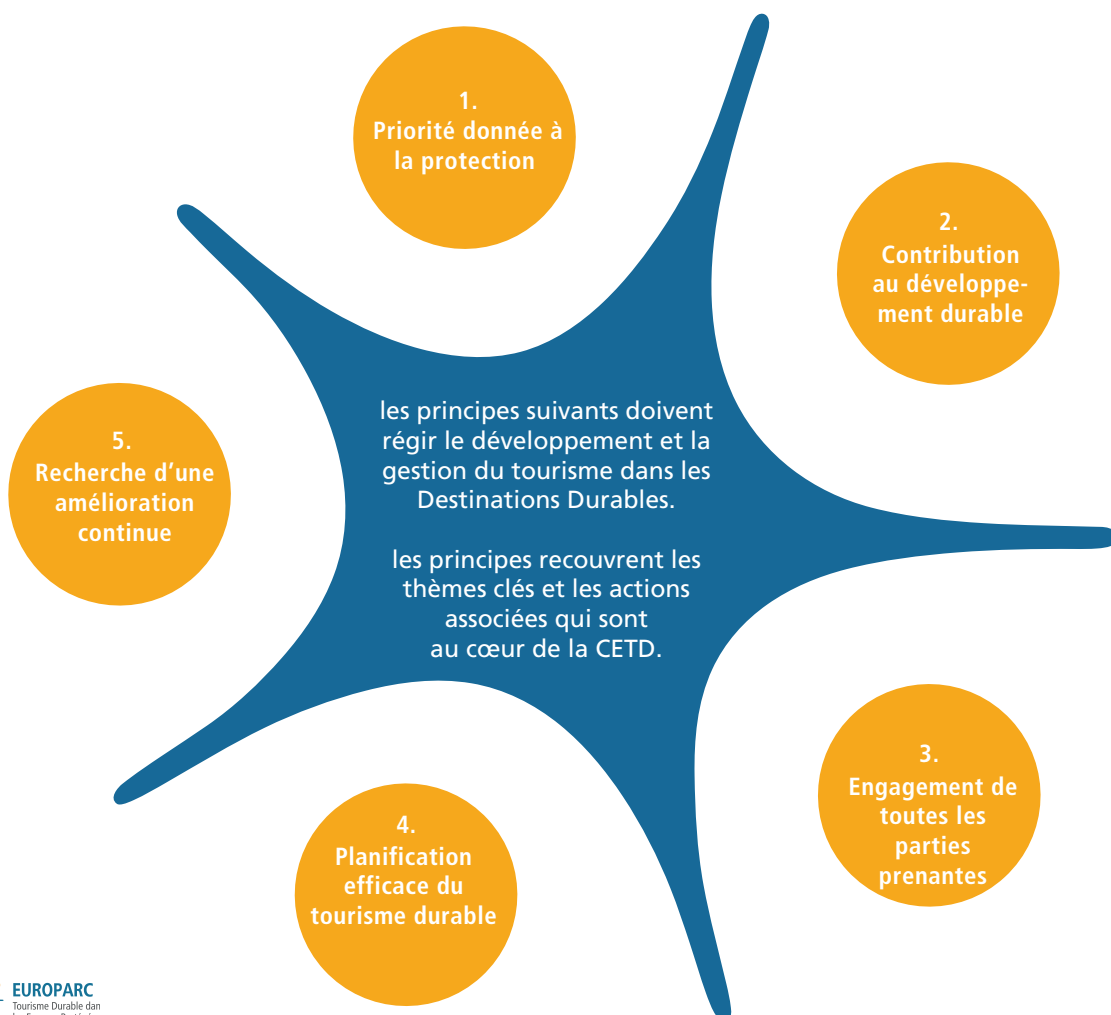 1.
Priorité donnée à
la protection
2.
Contribution
au développe-
ment durable
les principes suivants doivent
régir le développement et la
gestion du tourisme dans les
Destinations Durables.
les principes recouvrent les
thèmes clés et les actions
associées qui sont
au cœur de la CETD.
3.
Engagement de
toutes les
parties
prenantes
4.
Planification
efficace du
tourisme durable
5.
Recherche d’une
amélioration
continue
EUROPARC
Tourisme Durable dan